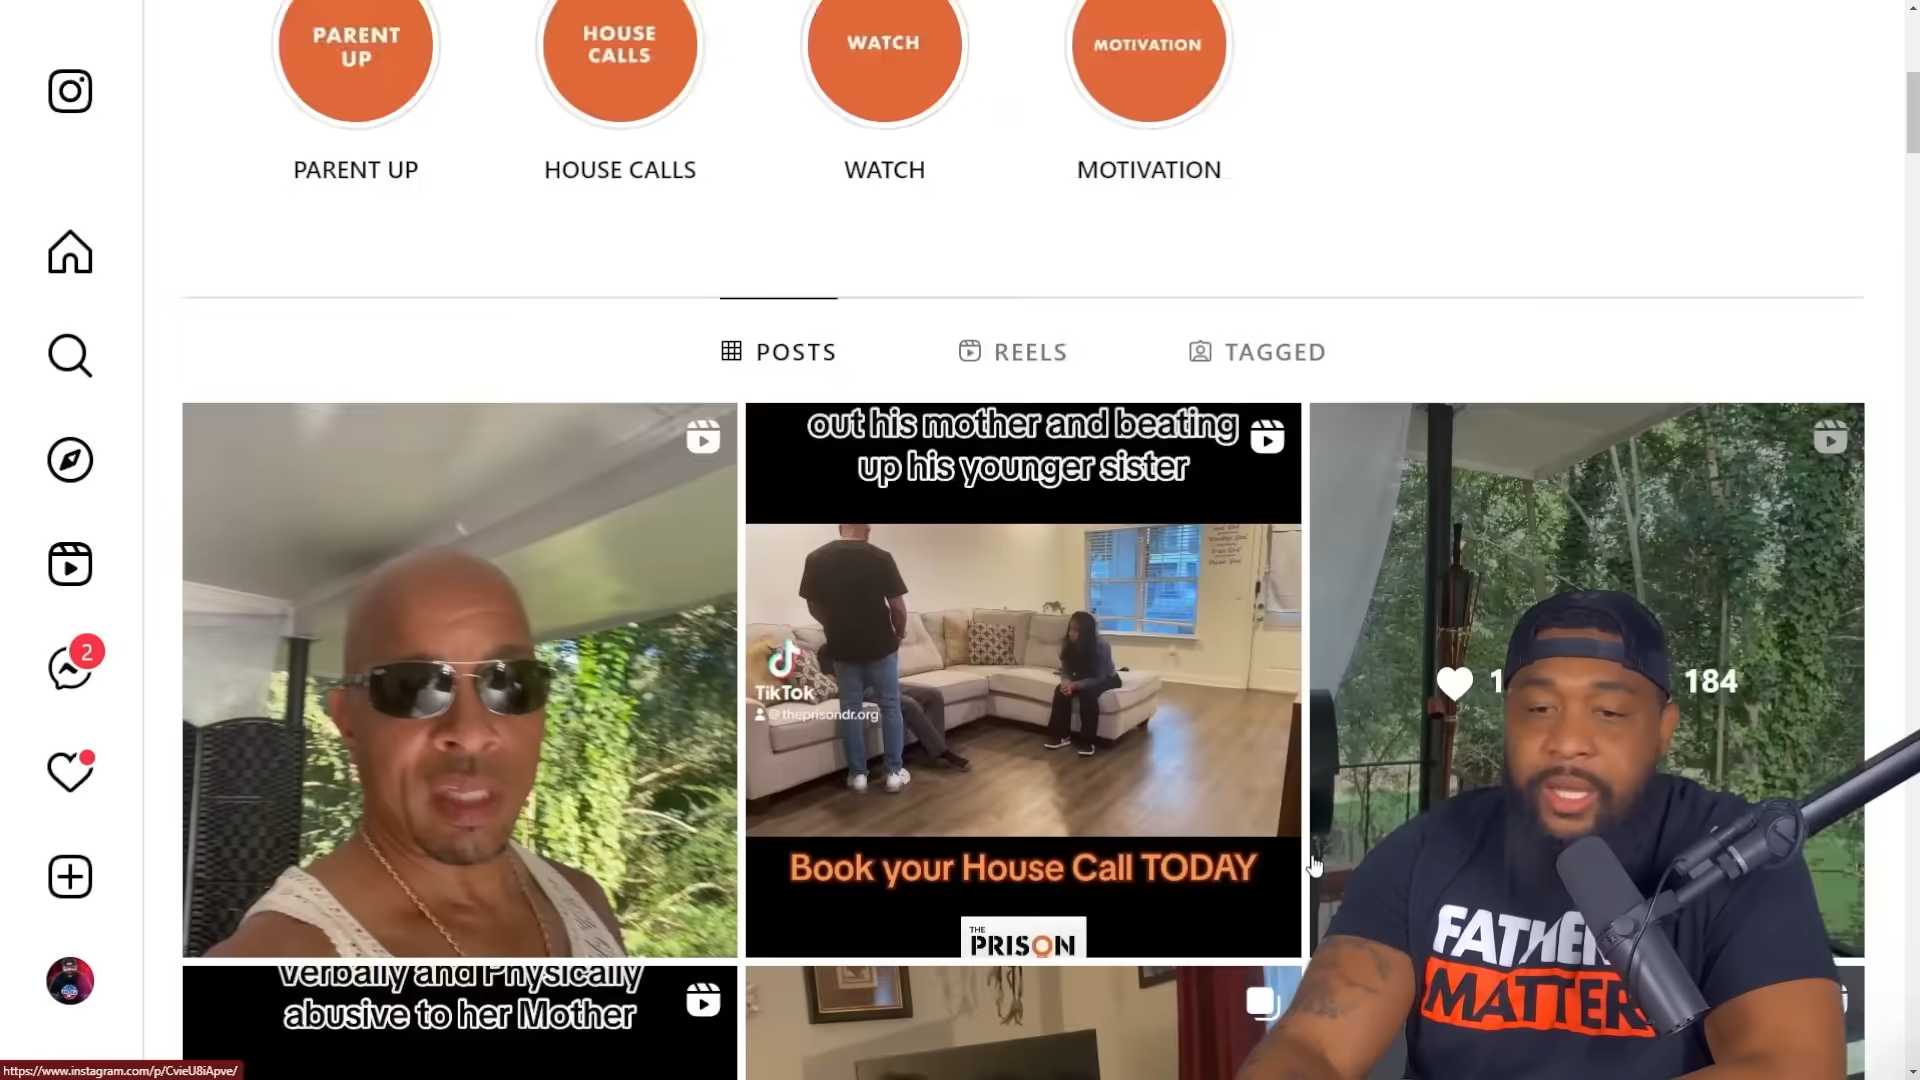 PARENT
UP
HOUSE
CALLS
WATCH
MOTIVATION
PARENT UP
HOUSE CALLS
WATCH
MOTIVATION
POSTS
REELS
TAGGED
out his mother and beating
up his younger sister
TikTok
@theprisondr.org
Book your House Call TODAY
THE
PRISON
1
184
2
Verbally and Physically
abusive to her Mother
MATTER
https://www.instagram.com/p/CvieU8iApve/